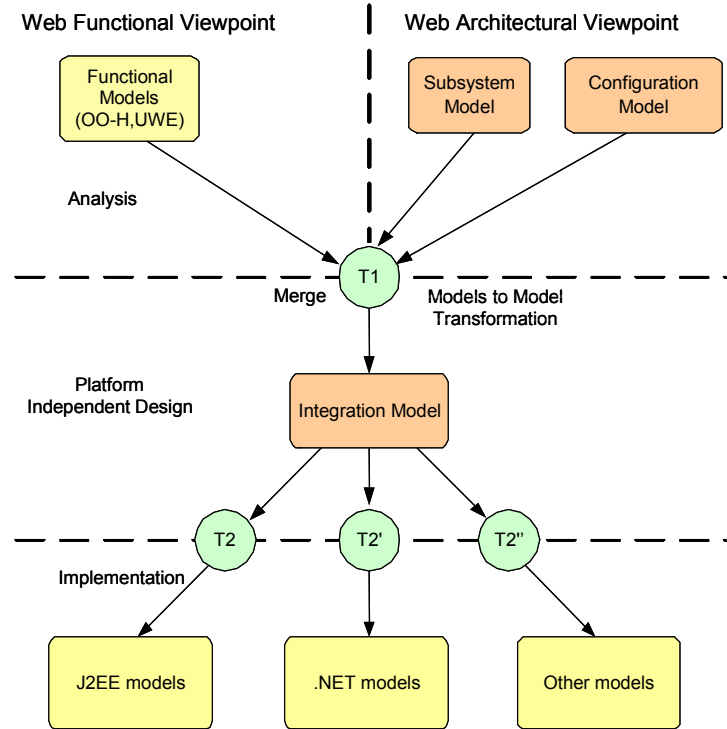 Web Functional Viewpoint
Web Architectural Viewpoint
Functional
Models
(OO-H,UWE)
Subsystem
Model
Configuration
Model
Analysis
T1
Merge
Models to Model
Transformation
Platform
Independent Design
Integration Model
T2
T2'
T2''
Implementation
J2EE models
.NET models
Other models